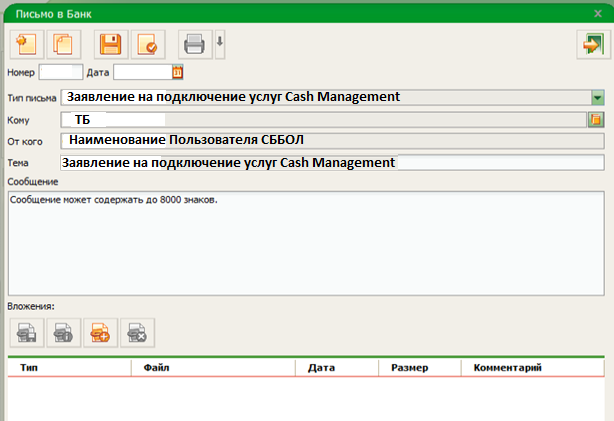 Письмо в Банк
Номер Дата
Тип письма Заявление на подключение услуг Cash Management
Кому ТБ
От кого Наименование Пользователя СББОЛ
Тема Заявление на подключение услуг Cash Management
Сообщение
Сообщение может содержать до 8000 знаков.
Вложения:
Тип Файл Дата Размер Комментарий